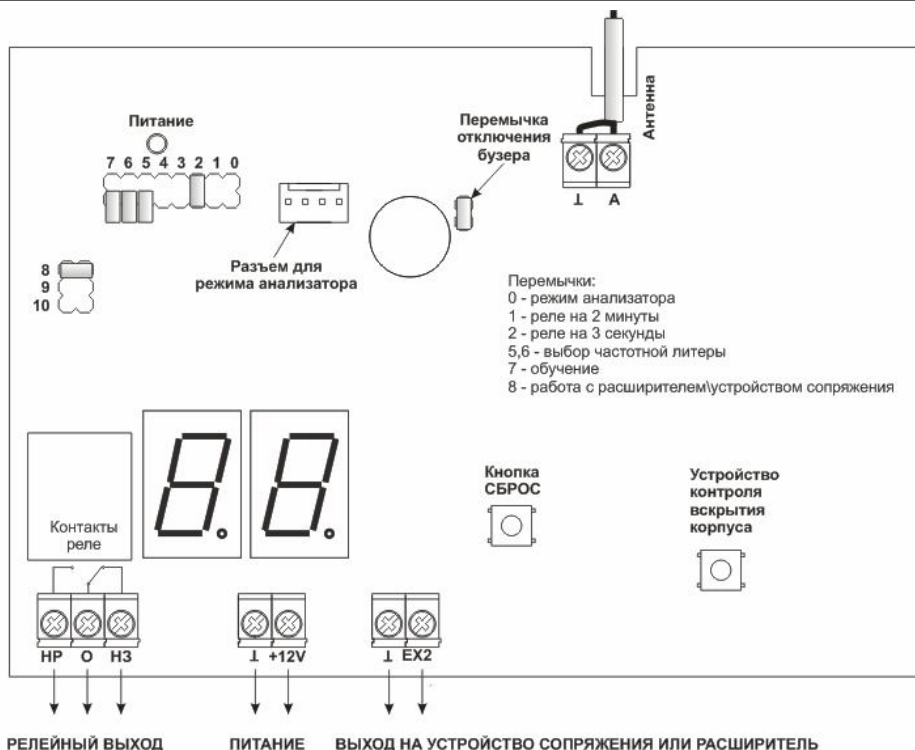 Питание
7 6 5 4 3 2 1 0
Перемычка
отключения
бузера
Антенна
⊥ А
Разъем для
режима анализатора
8
9
10
Перемычки:
0 - режим анализатора
1 - реле на 2 минуты
2 - реле на 3 секунды
5,6 - выбор частотной литеры
7 - обучение
8 - работа с расширителем\устройством сопряжения
Контакты
реле
Кнопка
СБРОС
Устройство
контроля
вскрытия
корпуса
НР О НЗ
⊥ +12V
⊥ EX2
РЕЛЕЙНЫЙ ВЫХОД
ПИТАНИЕ
ВЫХОД НА УСТРОЙСТВО СОПРЯЖЕНИЯ ИЛИ РАСШИРИТЕЛЬ